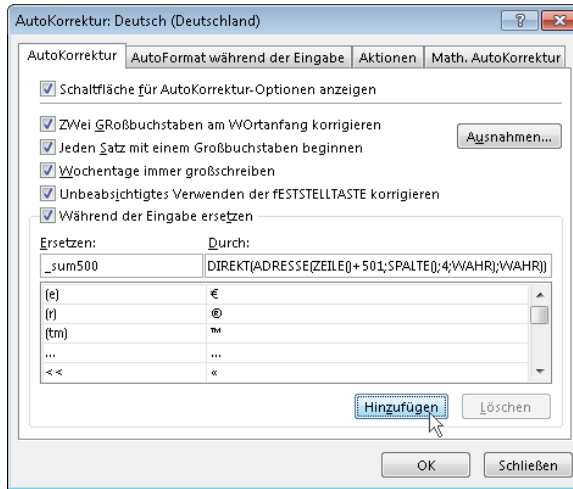 AutoKorrektur: Deutsch (Deutschland)
AutoKorrektur AutoFormat während der Eingabe Aktionen Math. AutoKorrektur
Schaltfläche für AutoKorrektur-Optionen anzeigen
ZWei GRoßbuchstaben am WOrtanfang korrigieren
Ausnahmen...
Jeden Satz mit einem Großbuchstaben beginnen
Wochentage immer großschreiben
Unbeabsichtigtes Verwenden der fESTSTELLTASTE korrigieren
Während der Eingabe ersetzen
Ersetzen: Durch:
_sum500 DIREKT(ADRESSE(ZEILE()+501;SPALTE();4;WAHR);WAHR))
(e) €
(r) ®
(tm) ™
... ...
<< «
Hinzufügen Löschen
OK Schließen